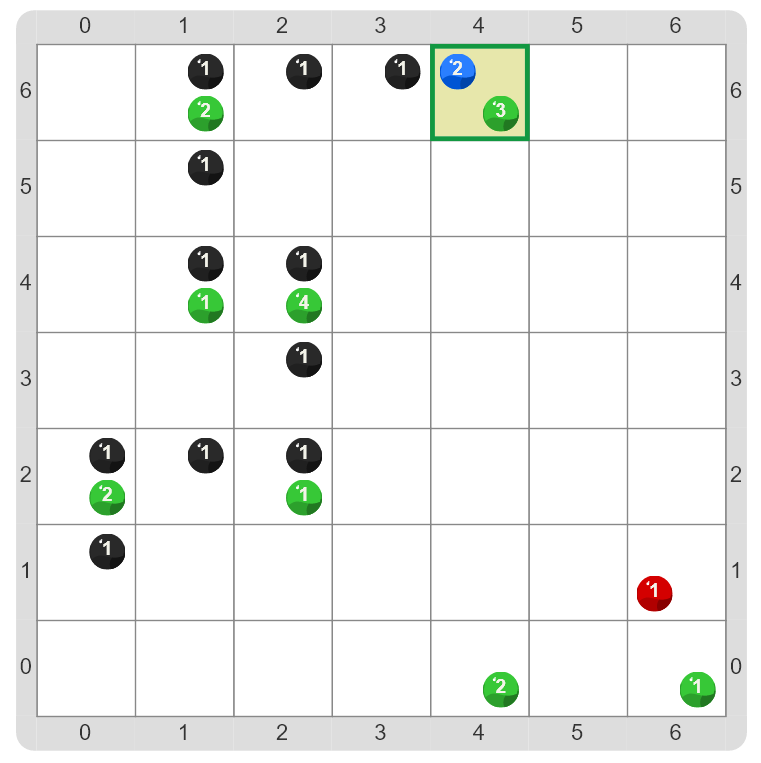 0 1 2 3 4 5 6
6 1 1 1 2 6
2 3
5 1 5
4 1 1 4
1 4
3 1 3
2 1 1 1 2
2 1
1 1 1
1
0 2 1 0
0 1 2 3 4 5 6